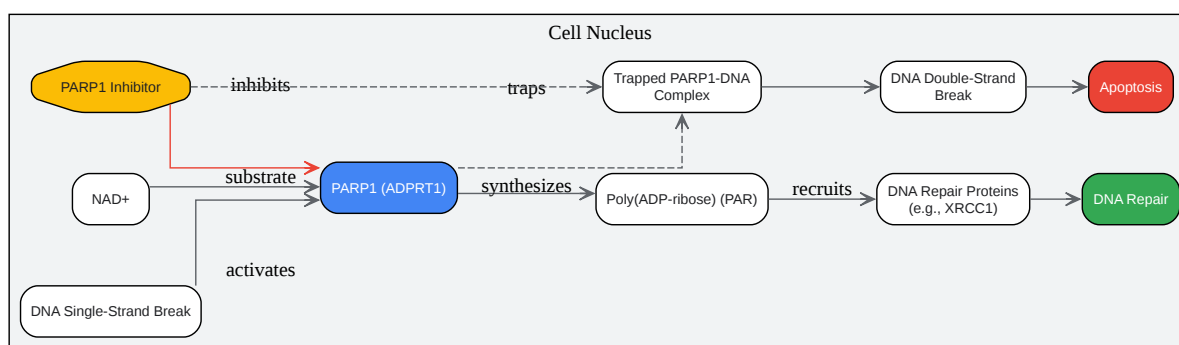 Cell Nucleus
PARP1 Inhibitor
inhibits
traps
Trapped PARP1-DNA
Complex
DNA Double-Strand
Break
Apoptosis
NAD+
substrate
PARP1 (ADPRT1)
synthesizes
Poly(ADP-ribose) (PAR)
recruits
DNA Repair Proteins
(e.g., XRCC1)
DNA Repair
activates
DNA Single-Strand Break